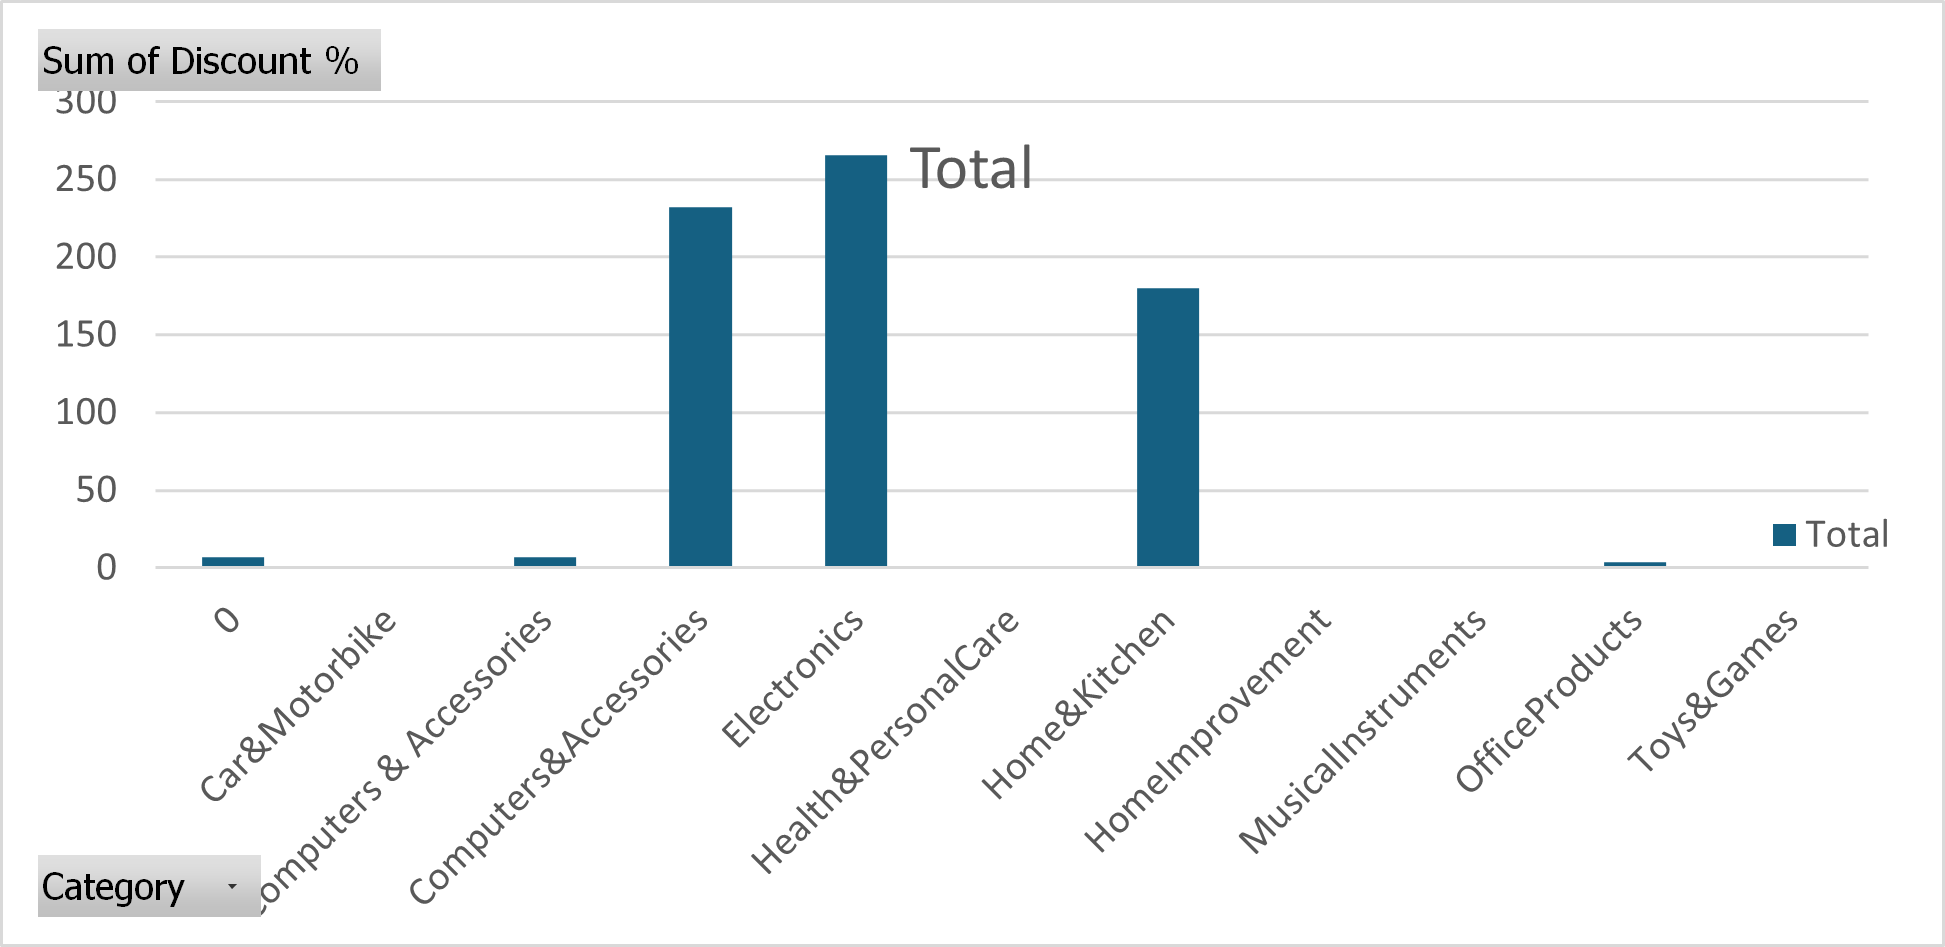 Sum of Discount %
Total
300
250
200
150
100
50
0
Total
0
Car&Motorbike
Computers & Accessories
Computers&Accessories
Electronics
Health&PersonalCare
Home&Kitchen
HomeImprovement
MusicalInstruments
OfficeProducts
Toys&Games
Category